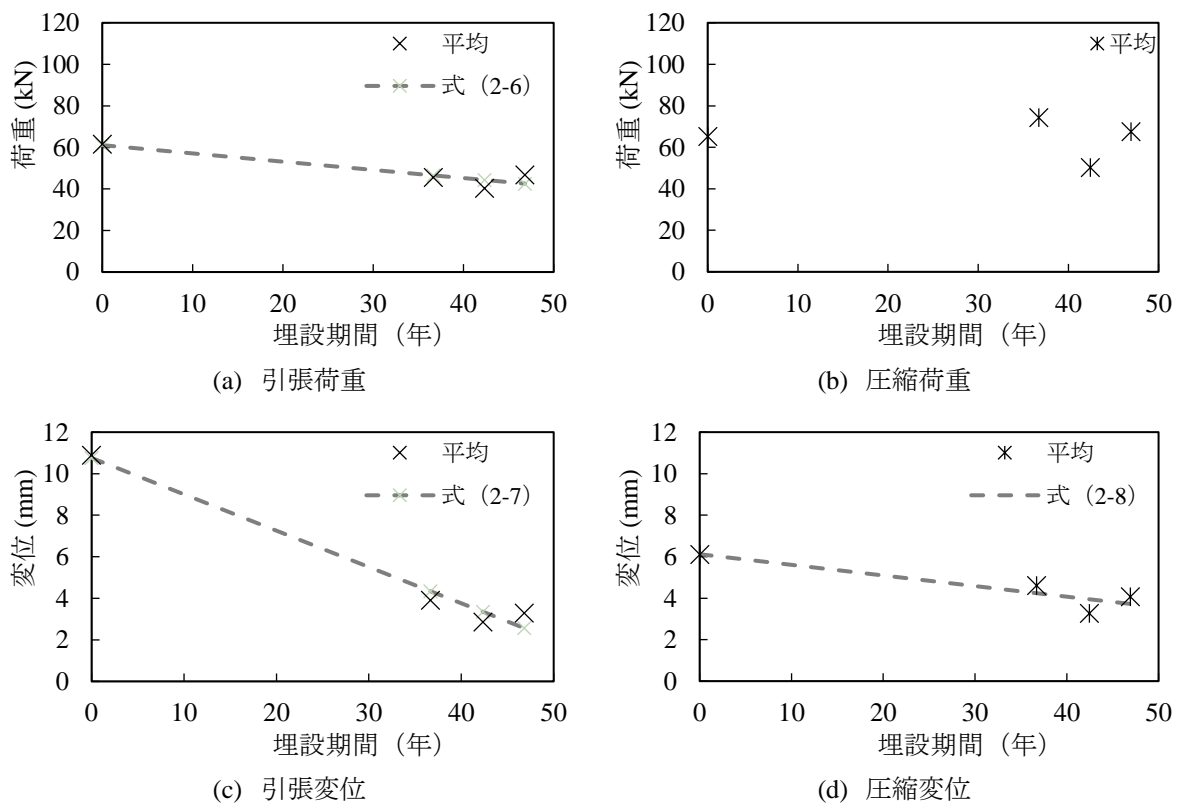 120
100
80
60
40
20
0
荷重 (kN)
平均
式（2-6）
0 10 20 30 40 50
埋設期間（年）
(a) 引張荷重
120
100
80
60
40
20
0
荷重 (kN)
平均
0 10 20 30 40 50
埋設期間（年）
(b) 圧縮荷重
12
10
8
6
4
2
0
変位 (mm)
平均
式（2-7）
0 10 20 30 40 50
埋設期間（年）
(c) 引張変位
12
10
8
6
4
2
0
変位 (mm)
平均
式（2-8）
0 10 20 30 40 50
埋設期間（年）
(d) 圧縮変位